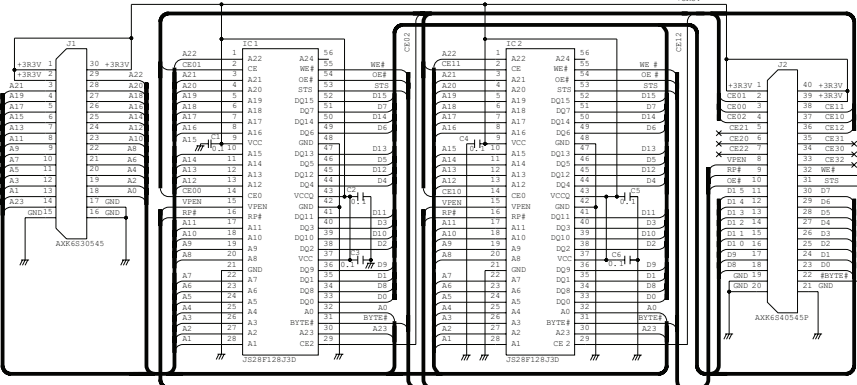 J1
+3R3V 1 30 +3R3V
+3R3V 2 29 A22
A21 3 28 A20
A19 4 27 A18
A17 5 26 A16
A15 6 25 A14
A13 7 24 A12
A11 8 23 A10
A9 9 22 A8
A7 10 21 A6
A5 11 20 A4
A3 12 19 A2
A1 13 18 A0
A23 14 17 GND
GND 15 16 GND
AXK6S30545
IC1
A22 1 A22 A24 56
CE01 2 CE WE# 55 WE#
A21 3 A21 OE# 54 OE#
A20 4 A20 STS 53 STS
A19 5 A19 DQ15 52 D15
A18 6 A18 DQ7 51 D7
A17 7 A17 DQ14 50 D14
A16 8 A16 DQ6 49 D6
9 VCC GND 48
A15 10 A15 DQ13 47 D13
A14 11 A14 DQ5 46 D5
A13 12 A13 DQ12 45 D12
A12 13 A12 DQ4 44 D4
CE00 14 CE0 VCCQ 43
VPEN 15 VPEN GND 42
RP# 16 RP# DQ11 41 D11
A11 17 A11 DQ3 40 D3
A10 18 A10 DQ10 39 D10
A9 19 A9 DQ2 38 D2
A8 20 A8 VCC 37
21 GND DQ9 36 D9
A7 22 A7 DQ1 35 D1
A6 23 A6 DQ8 34 D8
A5 24 A5 DQ0 33 D0
A4 25 A4 A0 32 A0
A3 26 A3 BYTE# 31 BYTE#
A2 27 A2 A23 30 A23
A1 28 A1 CE2 29
JS28F128J3D
C1
0.1
C2
0.1
C3
0.1
CE02
IC2
A22 1 A22 A24 56
CE11 2 CE WE# 55 WE #
A21 3 A21 OE# 54 OE #
A20 4 A20 STS 53 STS
A19 5 A19 DQ15 52 D15
A18 6 A18 DQ7 51 D7
A17 7 A17 DQ14 50 D14
A16 8 A16 DQ6 49 D6
9 VCC GND 48
A15 10 A15 DQ13 47 D13
A14 11 A14 DQ5 46 D5
A13 12 A13 DQ12 45 D12
A12 13 A12 DQ4 44 D4
CE10 14 CE0 VCCQ 43
VPEN 15 VPEN GND 42
RP# 16 RP# DQ11 41 D11
A11 17 A11 DQ3 40 D3
A10 18 A10 DQ10 39 D10
A9 19 A9 DQ2 38 D2
A8 20 A8 VCC 37
21 GND DQ9 36 D9
A7 22 A7 DQ1 35 D1
A6 23 A6 DQ8 34 D8
A5 24 A5 DQ0 33 D0
A4 25 A4 A0 32 A0
A3 26 A3 BYTE# 31 BYTE#
A2 27 A2 A23 30 A23
A1 28 A1 CE 2 29
JS28F128J3D
C4
0.1
C5
0.1
C6
0.1
CE12
J2
+3R3V 1 40 +3R3V
CE01 2 39 +3R3V
CE00 3 38 CE11
CE02 4 37 CE10
CE21 5 36 CE12
CE20 6 35 CE31
CE22 7 34 CE30
VPEN 8 33 CE32
RP# 9 32 WE#
OE# 10 31 STS
D15 11 30 D7
D14 12 29 D6
D13 13 28 D5
D12 14 27 D4
D11 15 26 D3
D10 16 25 D2
D9 17 24 D1
D8 18 23 D0
GND 19 22 #BYTE#
GND 20 21 GND
AXK6S40545P